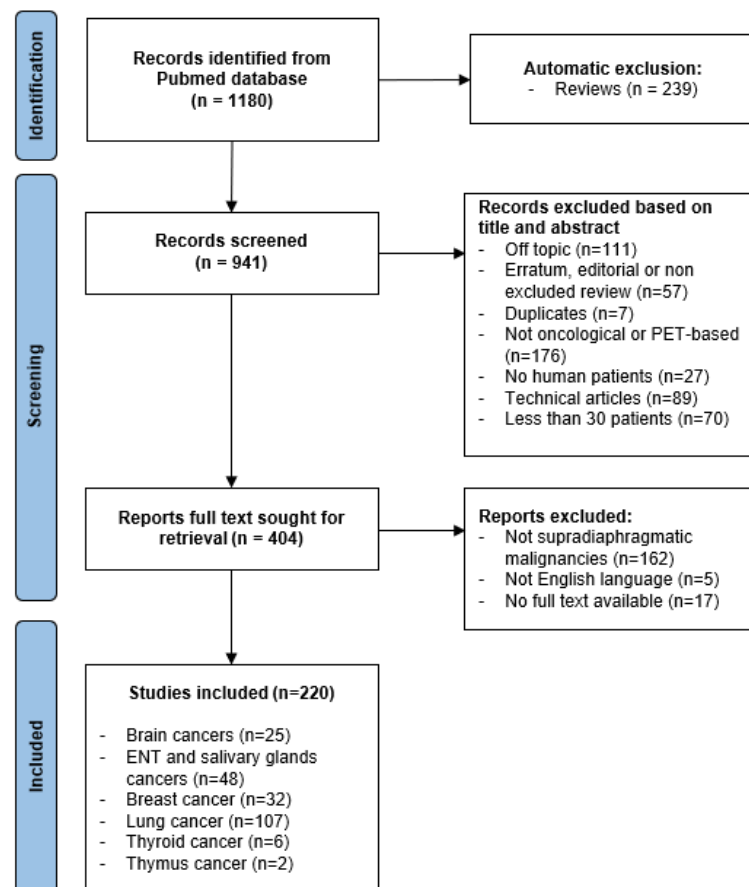 Identification
Records identified from
Pubmed database
(n = 1180)
Automatic exclusion:
- Reviews (n = 239)
Screening
Records screened
(n = 941)
Records excluded based on
title and abstract
- Off topic (n=111)
- Erratum, editorial or non
excluded review (n=57)
- Duplicates (n=7)
- Not oncological or PET-based
(n=176)
- No human patients (n=27)
- Technical articles (n=89)
- Less than 30 patients (n=70)
Reports full text sought for
retrieval (n = 404)
Reports excluded:
- Not supradiaphragmatic
malignancies (n=162)
- Not English language (n=5)
- No full text available (n=17)
Included
Studies included (n=220)
- Brain cancers (n=25)
- ENT and salivary glands
cancers (n=48)
- Breast cancer (n=32)
- Lung cancer (n=107)
- Thyroid cancer (n=6)
- Thymus cancer (n=2)